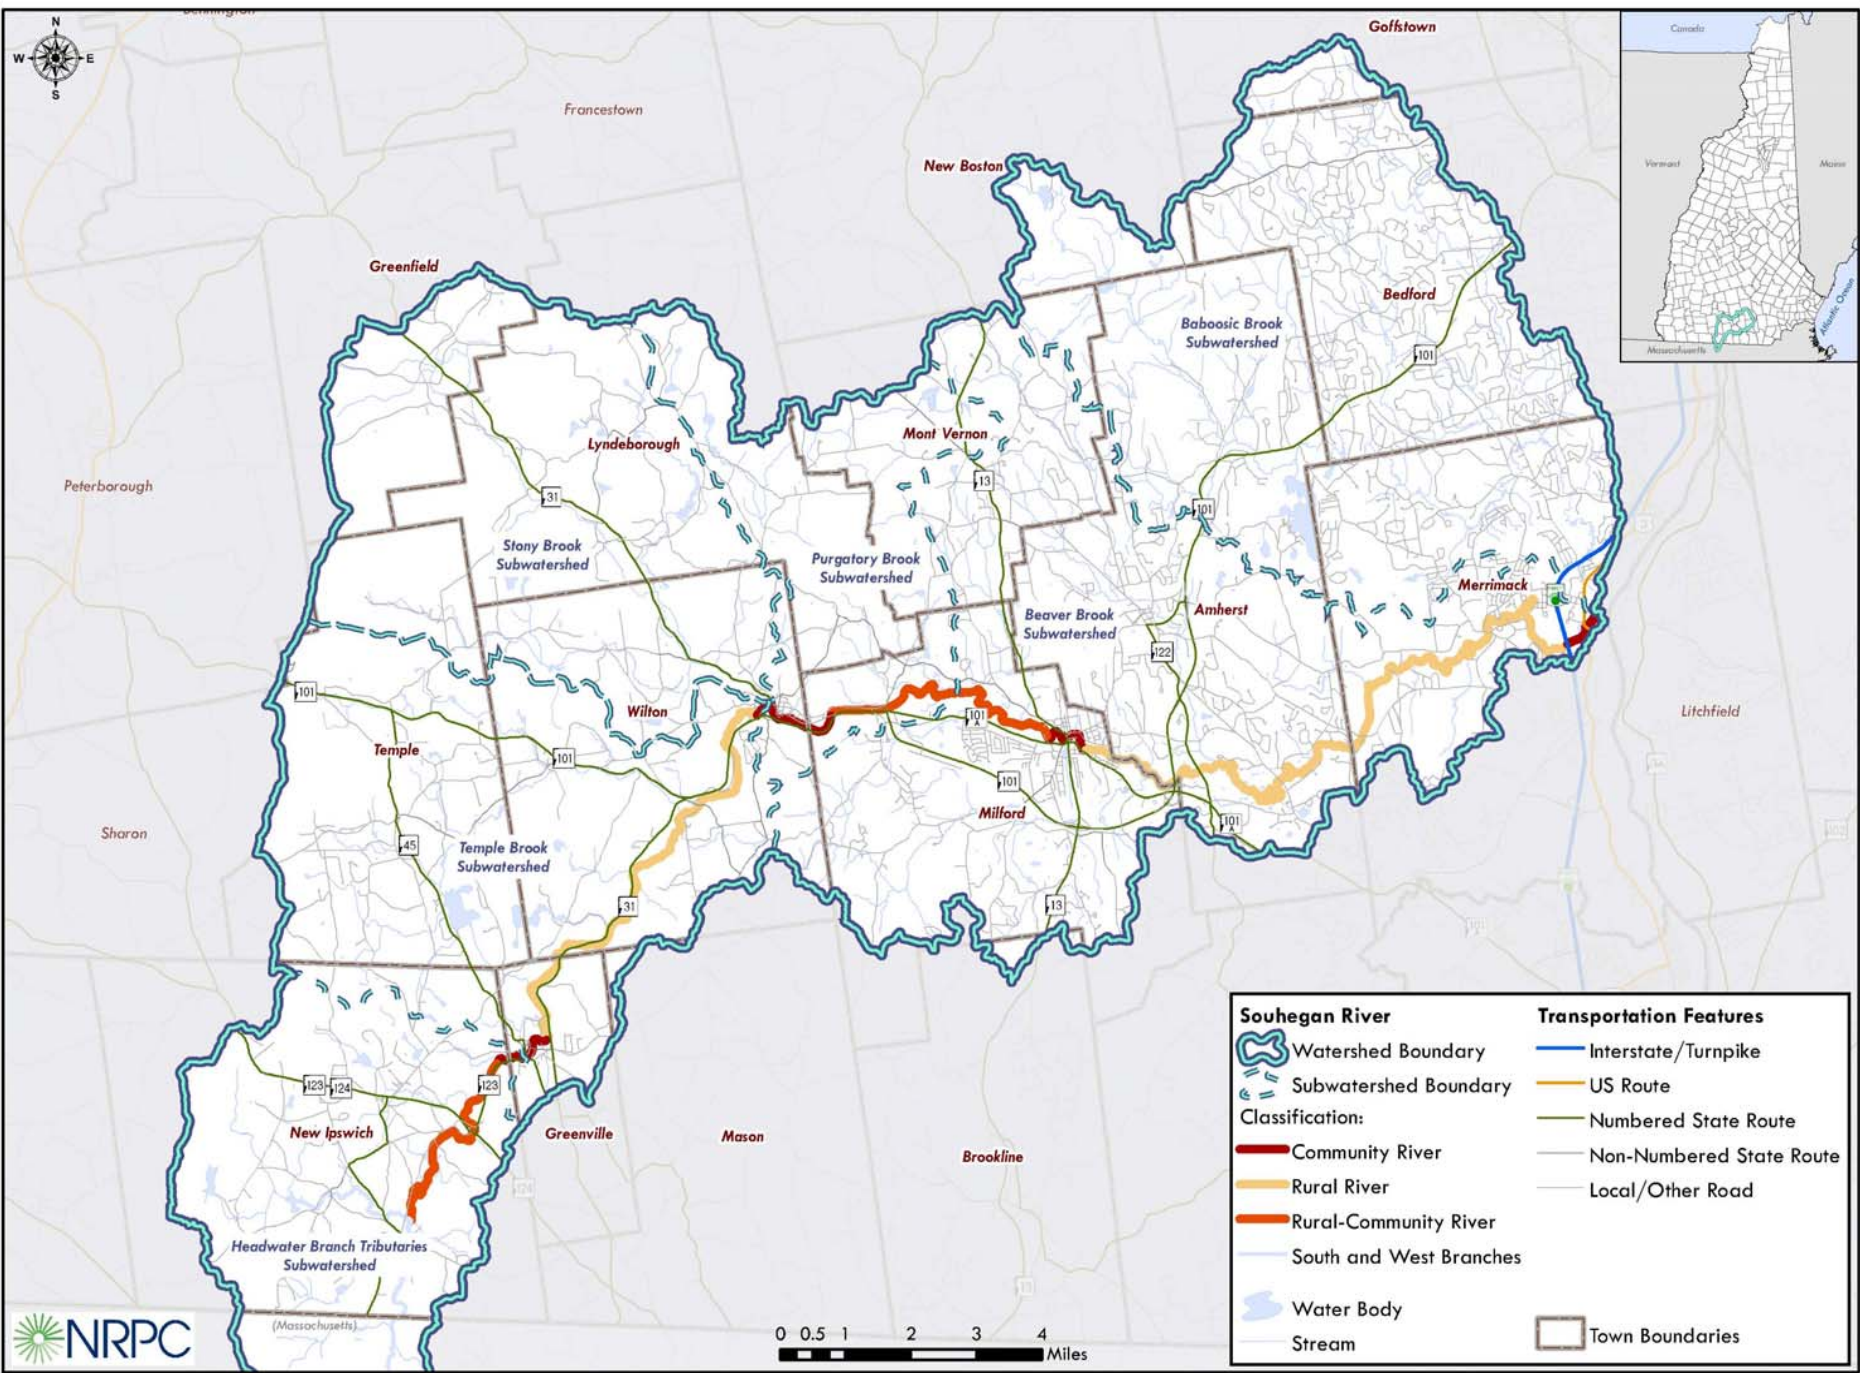 Bennington
N
W
E
S
Goffstown
Canada
Francestown
New Boston
Vermont
Maine
Greenfield
Bedford
Baboosic Brook
Subwatershed
Atlantic Ocean
Massachusetts
101
Lyndeborough
Mont Vernon
Peterborough
13
31
101
Stony Brook
Subwatershed
Purgatory Brook
Subwatershed
Merrimack
Beaver Brook
Subwatershed
Amherst
122
101
Wilton
Litchfield
Temple
101
A
101
101
Milford
Sharon
101
A
45
Temple Brook
Subwatershed
31
13
123
124
123
New Ipswich
Greenville
Mason
Brookline
124
13
Headwater Branch Tributaries
Subwatershed
(Massachusetts)
NRPC
0 0.5 1 2 3 4
Miles
Souhegan River
Watershed Boundary
Subwatershed Boundary
Classification:
Community River
Rural River
Rural-Community River
South and West Branches
Water Body
Stream
Transportation Features
Interstate/Turnpike
US Route
Numbered State Route
Non-Numbered State Route
Local/Other Road
Town Boundaries